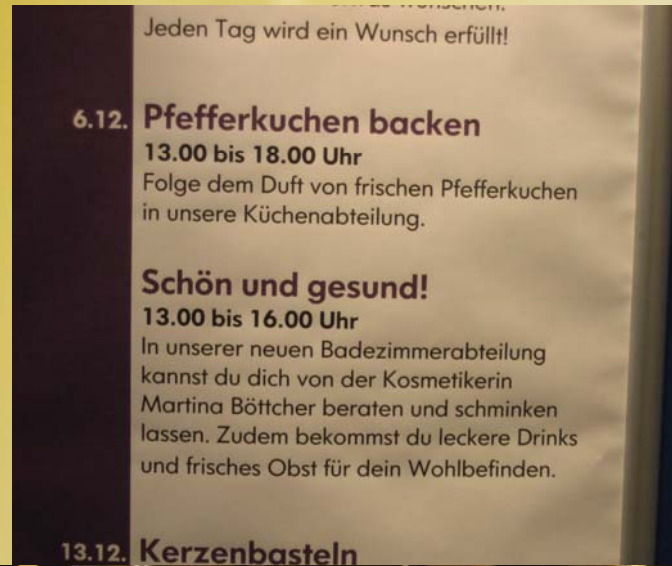 Jeden Tag wird ein Wunsch erfüllt!
6.12. Pfefferkuchen backen
13.00 bis 18.00 Uhr
Folge dem Duft von frischen Pfefferkuchen
in unsere Küchenabteilung.
Schön und gesund!
13.00 bis 16.00 Uhr
In unserer neuen Badezimmerabteilung
kannst du dich von der Kosmetikerin
Martina Böttcher beraten und schminken
lassen. Zudem bekommst du leckere Drinks
und frisches Obst für dein Wohlbefinden.
13.12. Kerzenbasteln